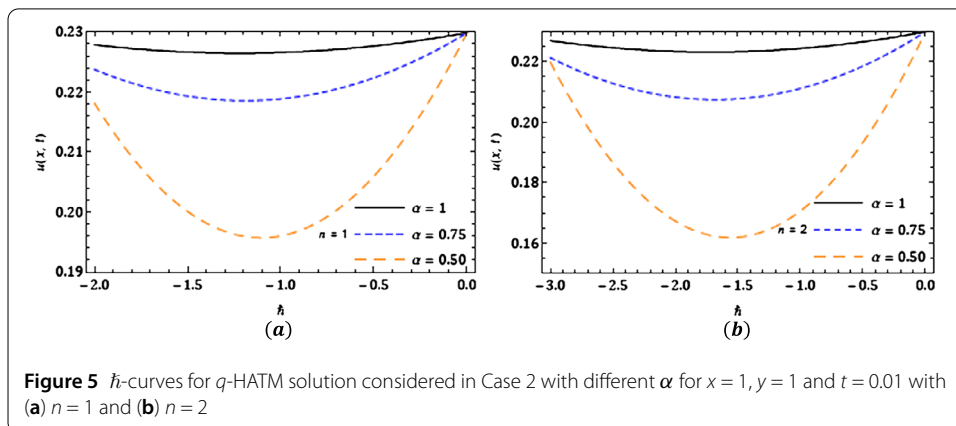 0.23
0.22
0.21
0.20
0.19
u(x, t)
n = 1
α = 1
α = 0.75
α = 0.50
−2.0 −1.5 −1.0 −0.5 0.0
ħ
(a)
0.22
0.20
0.18
0.16
u(x, t)
n = 2
α = 1
α = 0.75
α = 0.50
−3.0 −2.5 −2.0 −1.5 −1.0 −0.5 0.0
ħ
(b)
Figure 5 ħ-curves for q-HATM solution considered in Case 2 with different α for x = 1, y = 1 and t = 0.01 with
(a) n = 1 and (b) n = 2